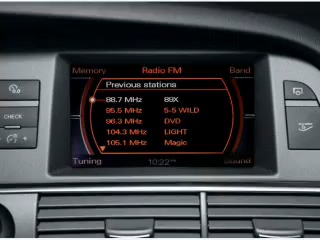 Memory Radio FM Band
Previous stations
88.7 MHz 89X
95.5 MHz 5-5 WILD
96.3 MHz DVD
104.3 MHz LIGHT
105.1 MHz Magic
Tuning 10:22 Sound
CHECK